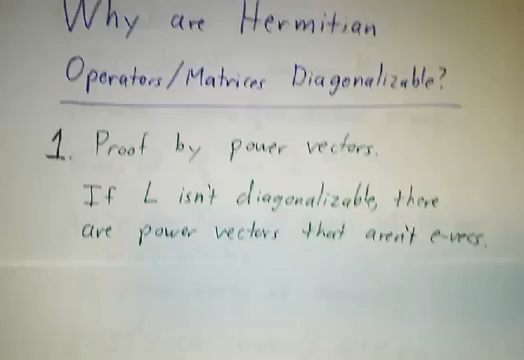 Why are Hermitian
Operators/Matrices Diagonalizable?
1. Proof by power vectors.
If L isn't diagonalizable, there
are power vectors that aren't e-vecs.